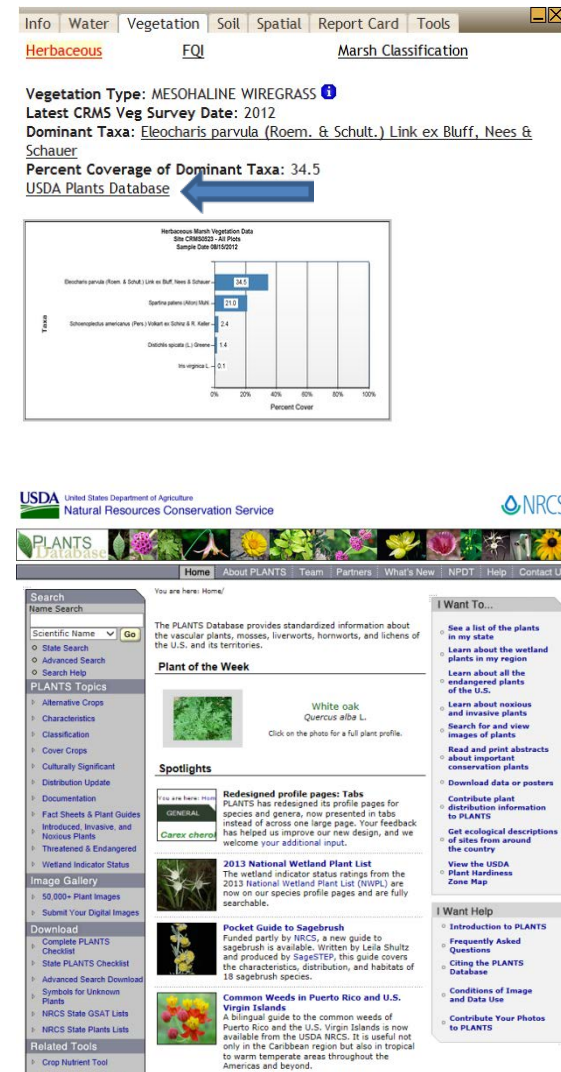 Info Water Vegetation Soil Spatial Report Card Tools
Herbaceous FQI Marsh Classification
Vegetation Type: MESOHALINE WIREGRASS
Latest CRMS Veg Survey Date: 2012
Dominant Taxa: Eleocharis parvula (Roem. & Schult.) Link ex Bluff, Nees &
Schauer
Percent Coverage of Dominant Taxa: 34.5
USDA Plants Database
Herbaceous Marsh Vegetation Data
Site CRMS0523 - All Plots
Sample Date 08/15/2012
Taxa
Eleocharis parvula (Roem. & Schult.) Link ex Bluff, Nees & Schauer 34.5
Spartina patens (Aiton) Muhl. 21.0
Schoenoplectus americanus (Pers.) Volkart ex Schinz & R. Keller 2.4
Distichlis spicata (L.) Greene 1.4
Iris virginica L. 0.1
0% 20% 40% 60% 80% 100%
Percent Cover
USDA United States Department of Agriculture
Natural Resources Conservation Service
NRCS
PLANTS
Database
Home About PLANTS Team Partners What's New NPDT Help Contact U
Search
Name Search
Scientific Name Go
State Search
Advanced Search
Search Help
PLANTS Topics
Alternative Crops
Characteristics
Classification
Cover Crops
Culturally Significant
Distribution Update
Documentation
Fact Sheets & Plant Guides
Introduced, Invasive, and
Noxious Plants
Threatened & Endangered
Wetland Indicator Status
Image Gallery
50,000+ Plant Images
Submit Your Digital Images
Download
Complete PLANTS
Checklist
State PLANTS Checklist
Advanced Search Download
Symbols for Unknown
Plants
NRCS State GSAT Lists
NRCS State Plants Lists
Related Tools
Crop Nutrient Tool
You are here: Home/
The PLANTS Database provides standardized information about
the vascular plants, mosses, liverworts, hornworts, and lichens of
the U.S. and its territories.
Plant of the Week
White oak
Quercus alba L.
Click on the photo for a full plant profile.
Spotlights
You are here: Hom
GENERAL
Carex cherol
Redesigned profile pages: Tabs
PLANTS has redesigned its profile pages for
species and genera, now presented in tabs
instead of across one large page. Your feedback
has helped us improve our new design, and we
welcome your additional input.
2013 National Wetland Plant List
The wetland indicator status ratings from the
2013 National Wetland Plant List (NWPL) are
now on our species profile pages and are fully
searchable.
Pocket Guide to Sagebrush
Funded partly by NRCS, a new guide to
sagebrush is available. Written by Leila Shultz
and produced by SageSTEP, this guide covers
the characteristics, distribution, and habitats of
18 sagebrush species.
Common Weeds in Puerto Rico and U.S.
Virgin Islands
A bilingual guide to the common weeds of
Puerto Rico and the U.S. Virgin Islands is now
available from the USDA NRCS. It is useful not
only in the Caribbean region but also in tropical
to warm temperate areas throughout the
Americas and beyond.
I Want To...
See a list of the plants
in my state
Learn about the wetland
plants in my region
Learn about all the
endangered plants
of the U.S.
Learn about noxious
and invasive plants
Search for and view
images of plants
Read and print abstracts
about important
conservation plants
Download data or posters
Contribute plant
distribution information
to PLANTS
Get ecological descriptions
of sites from around
the country
View the USDA
Plant Hardiness
Zone Map
I Want Help
Introduction to PLANTS
Frequently Asked
Questions
Citing the PLANTS
Database
Conditions of Image
and Data Use
Contribute Your Photos
to PLANTS